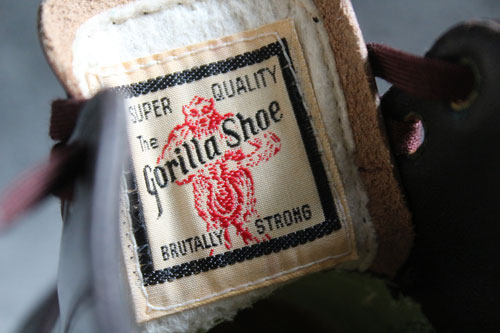 SUPER QUALITY
The
Gorilla Shoe
BRUTALLY STRONG